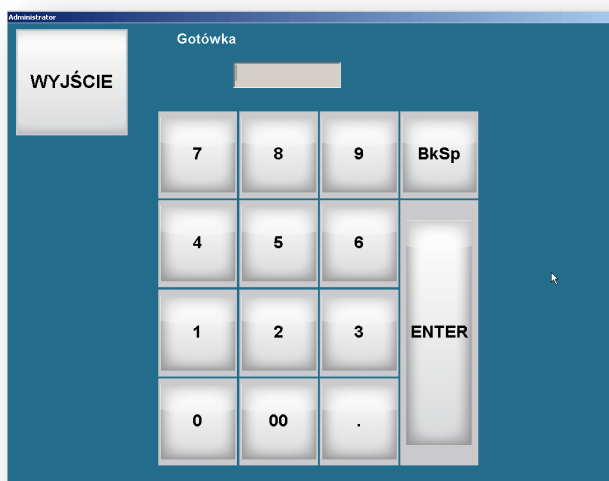 Administrator
WYJŚCIE
Gotówka
7 8 9 BkSp
4 5 6
1 2 3 ENTER
0 00 .